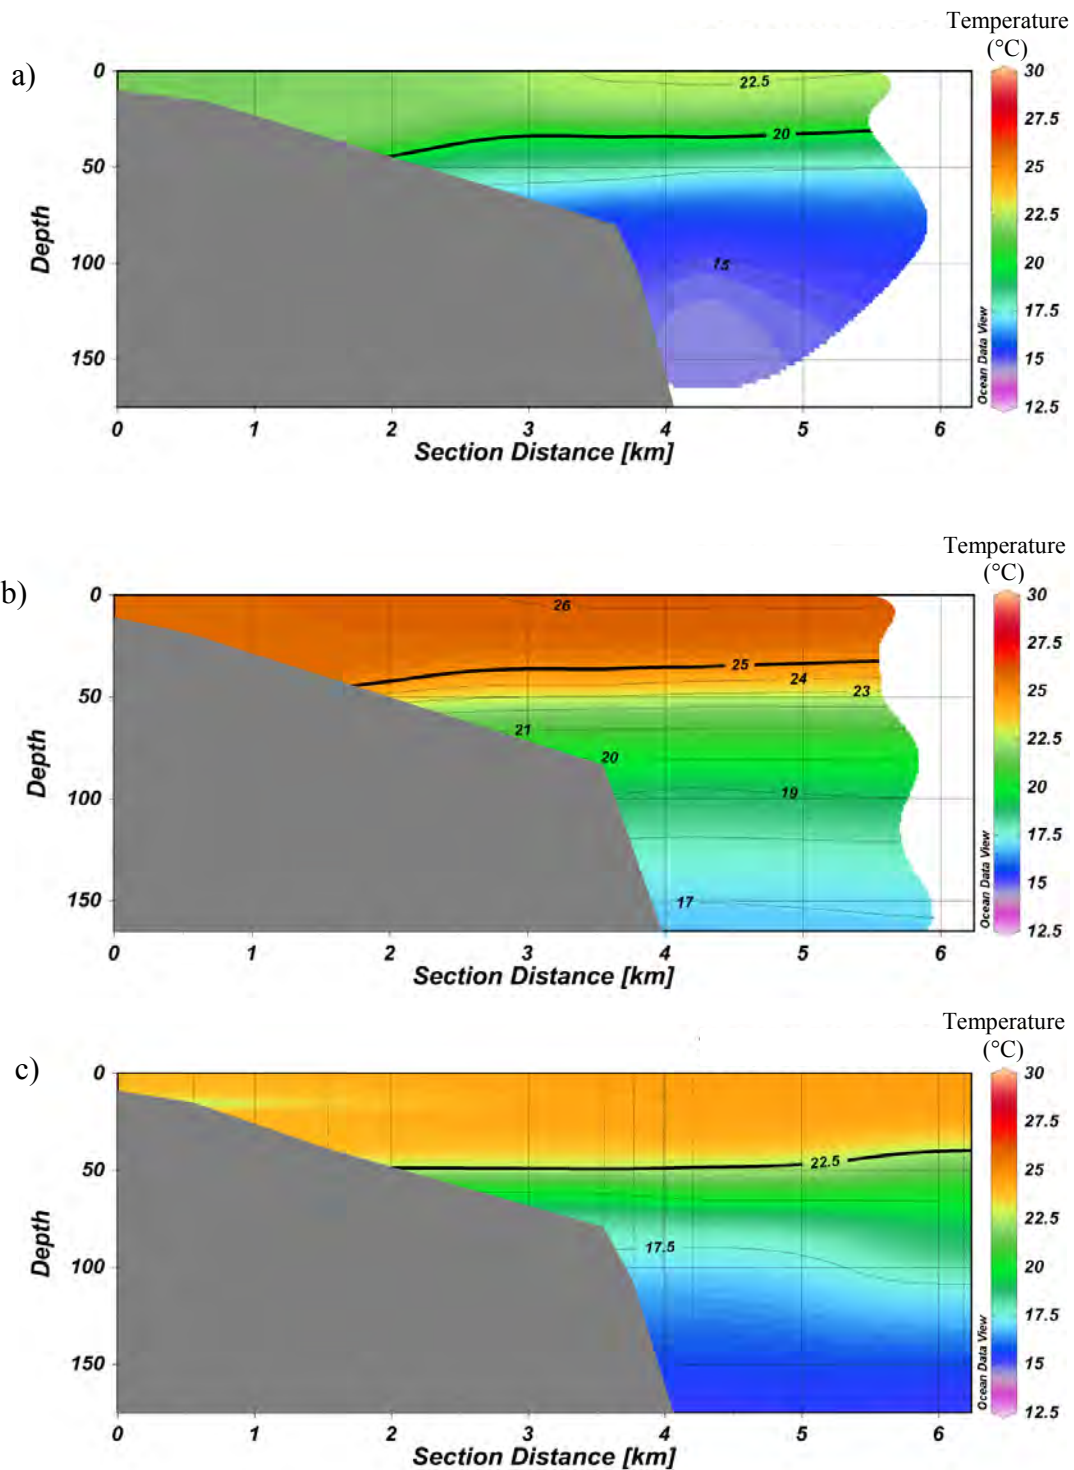 Temperature
(°C)
a)
0
50
100
150
Depth
22.5
20
15
0 1 2 3 4 5 6
Section Distance [km]
Ocean Data View
30
27.5
25
22.5
20
17.5
15
12.5
Temperature
(°C)
b)
0
50
100
150
Depth
26
25
24
23
21
20
19
17
0 1 2 3 4 5 6
Section Distance [km]
Ocean Data View
30
27.5
25
22.5
20
17.5
15
12.5
Temperature
(°C)
c)
0
50
100
150
Depth
22.5
17.5
0 1 2 3 4 5 6
Section Distance [km]
Ocean Data View
30
27.5
25
22.5
20
17.5
15
12.5